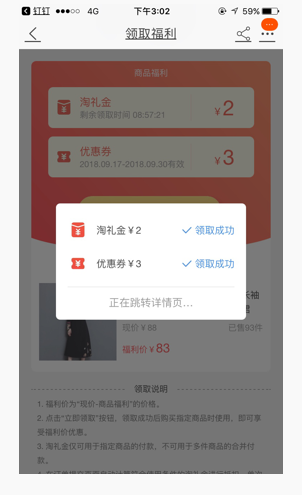 钉钉 4G 下午3:02 59%
领取福利
商品福利
淘礼金
剩余领取时间 08:57:21
¥2
优惠券
2018.09.17-2018.09.30有效
¥3
淘礼金￥2 领取成功
优惠券￥3 领取成功
正在跳转详情页...
长袖
现价￥88 已售93件
福利价￥83
领取说明
1. 福利价为“现价-商品福利”的价格。
2. 点击“立即领取”按钮，领取成功后购买指定商品时使用，即可享
受福利价优惠。
3. 淘礼金仅可用于指定商品的付款，不可用于多件商品的合并付
款。